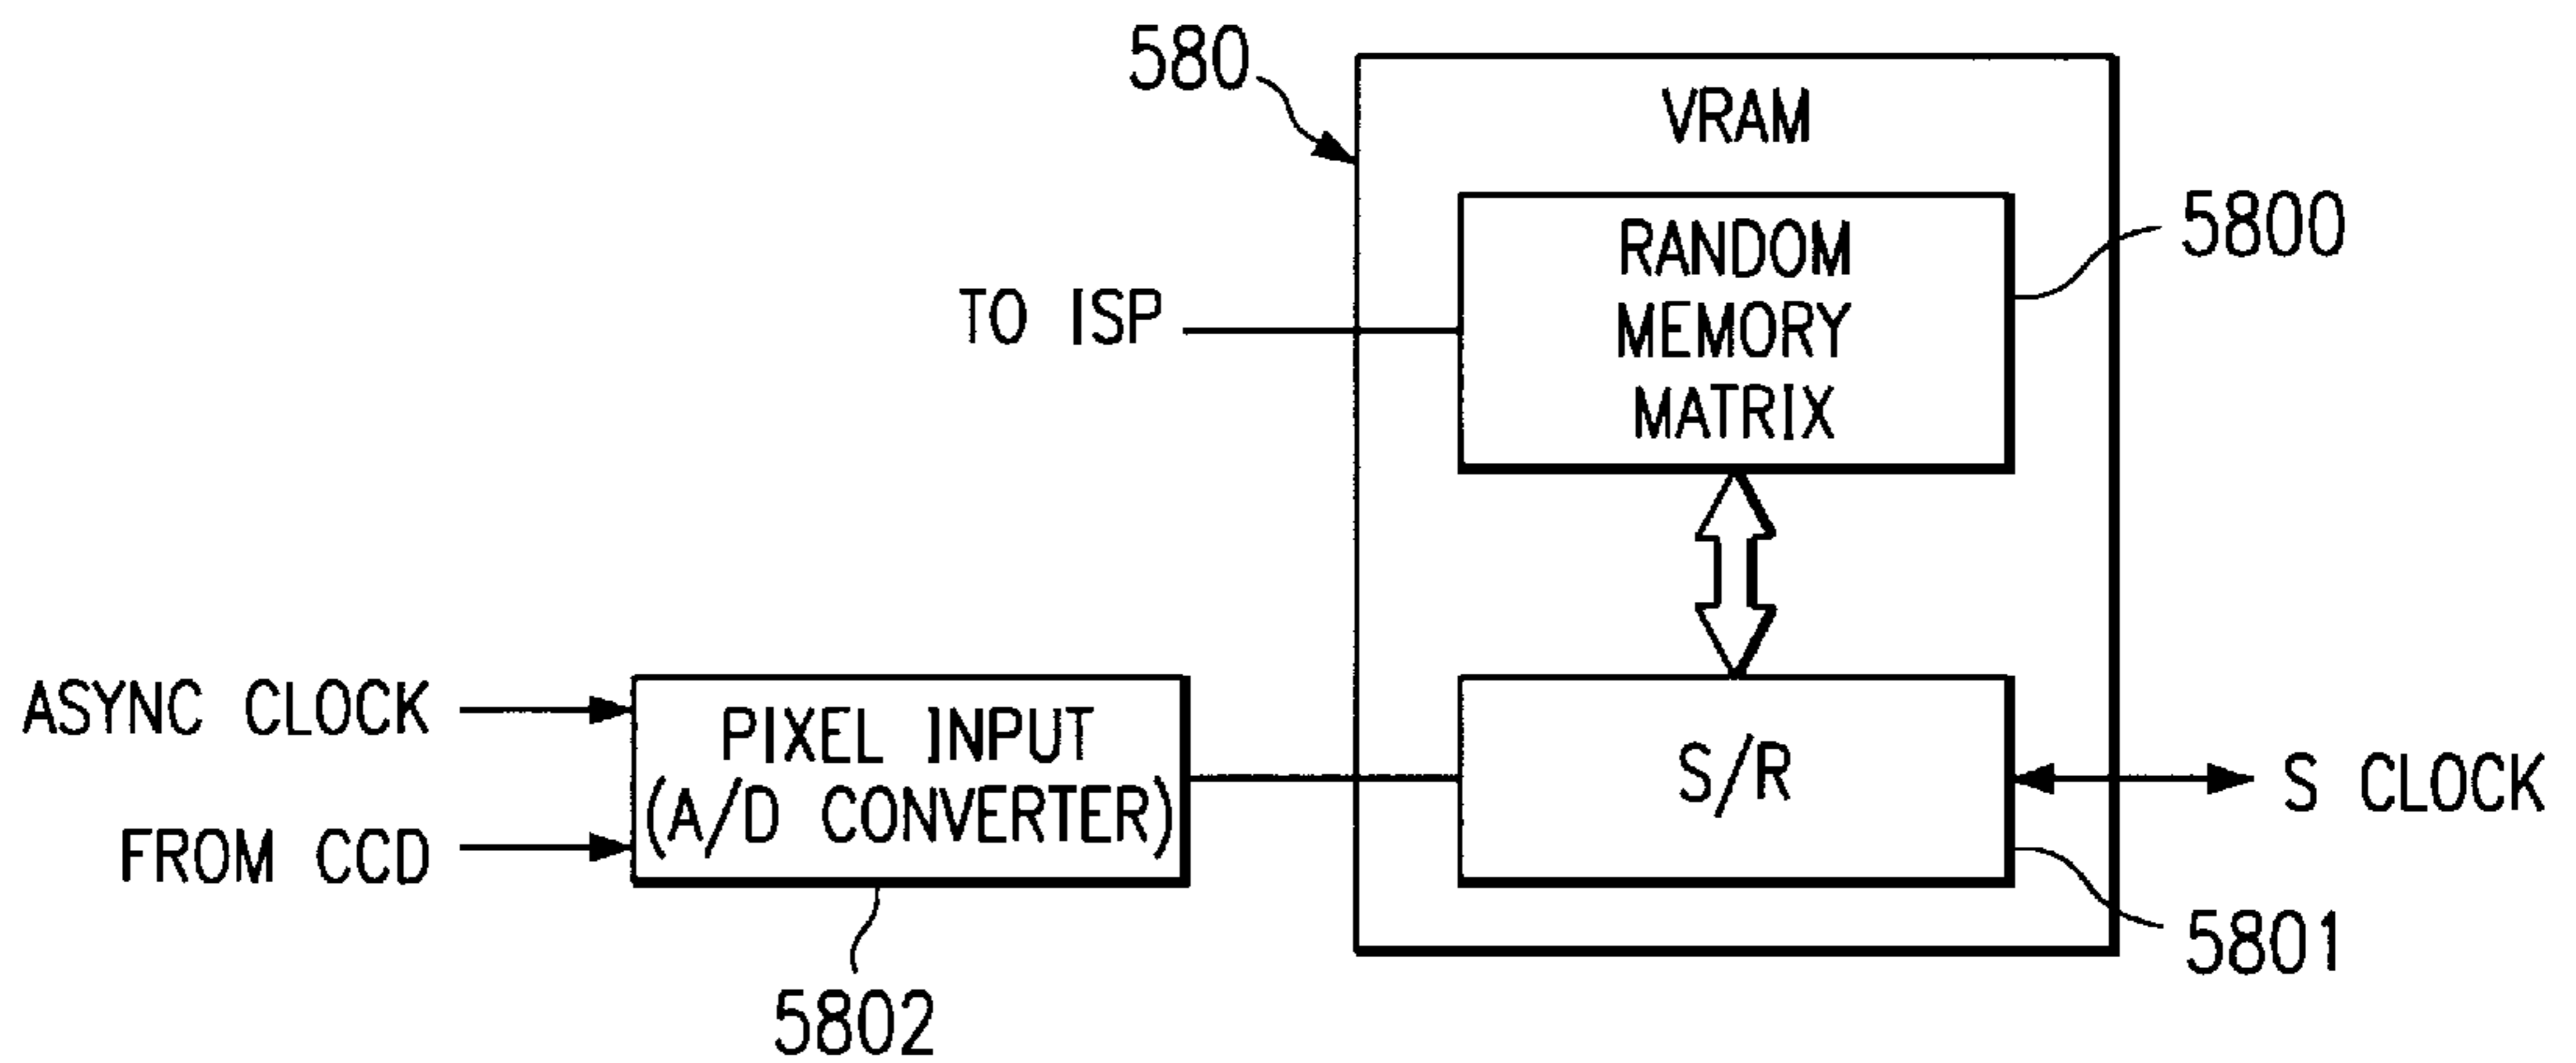 580
VRAM
5800
RANDOM
MEMORY
MATRIX
TO ISP
ASYNC CLOCK
FROM CCD
PIXEL INPUT
(A/D CONVERTER)
S/R
S CLOCK
5801
5802